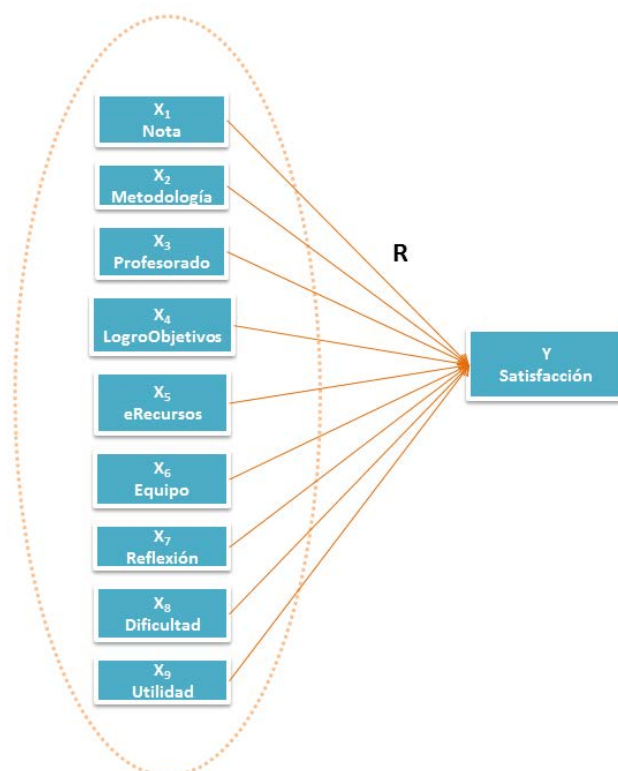 X₁
Nota
X₂
Metodología
X₃
Profesorado
R
X₄
LogroObjetivos
Y
Satisfacción
X₅
eRecursos
X₆
Equipo
X₇
Reflexión
X₈
Dificultad
X₉
Utilidad